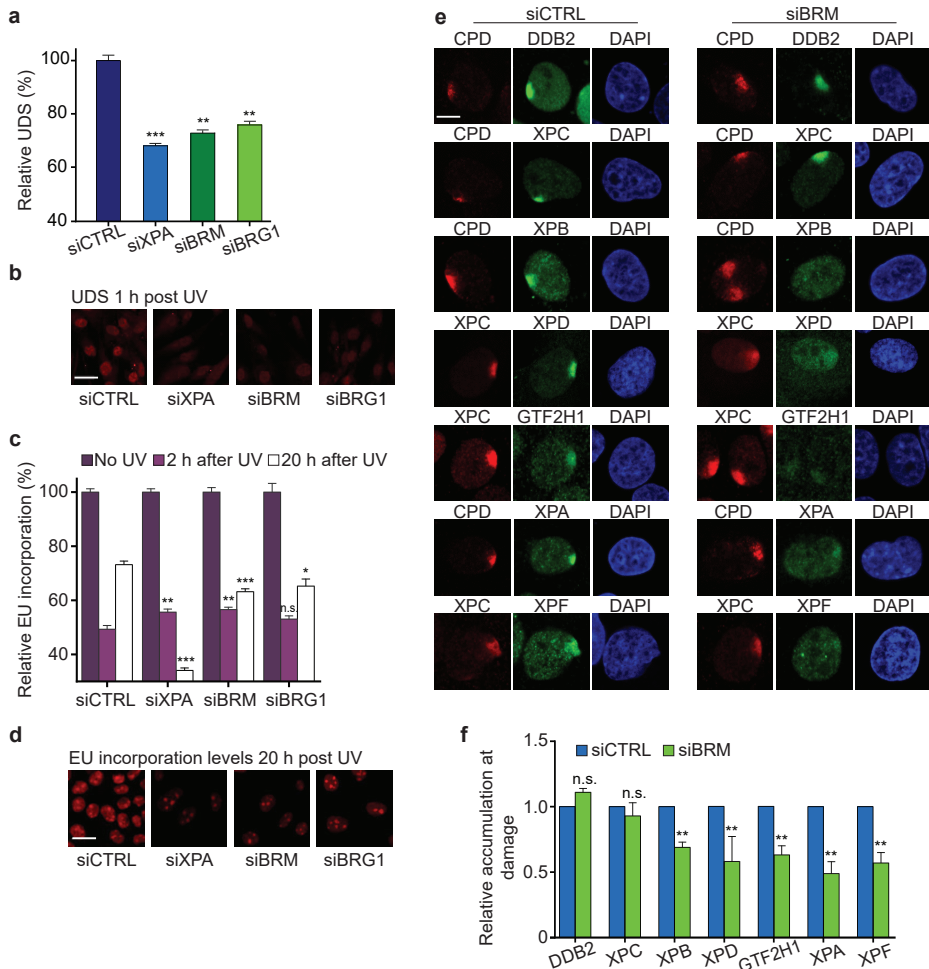 a
Relative UDS (%)
100
80
60
40
***
**
**
siCTRL
siXPA
siBRM
siBRG1
b
UDS 1 h post UV
siCTRL siXPA siBRM siBRG1
c
No UV 2 h after UV 20 h after UV
Relative EU incorporation (%)
100
80
60
40
**
***
**
***
n.s.
*
siCTRL siXPA siBRM siBRG1
d
EU incorporation levels 20 h post UV
siCTRL siXPA siBRM siBRG1
e
siCTRL siBRM
CPD DDB2 DAPI CPD DDB2 DAPI
CPD XPC DAPI CPD XPC DAPI
CPD XPB DAPI CPD XPB DAPI
XPC XPD DAPI XPC XPD DAPI
XPC GTF2H1 DAPI XPC GTF2H1 DAPI
CPD XPA DAPI CPD XPA DAPI
XPC XPF DAPI XPC XPF DAPI
f
siCTRL siBRM
Relative accumulation at
damage
1.5
1.0
0.5
0
n.s.
n.s.
**
**
**
**
**
DDB2 XPC XPB XPD GTF2H1 XPA XPF